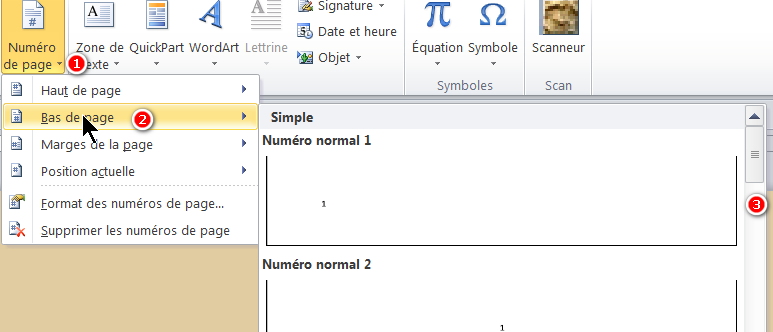 Numéro de page
Zone de texte
QuickPart
WordArt
Lettrine
Signature
Date et heure
Objet
Équation
Symbole
Symboles
Scanneur
Scan
1
Haut de page
Bas de page
2
Marges de la page
Position actuelle
Format des numéros de page...
Supprimer les numéros de page
Simple
Numéro normal 1
1
3
Numéro normal 2
1